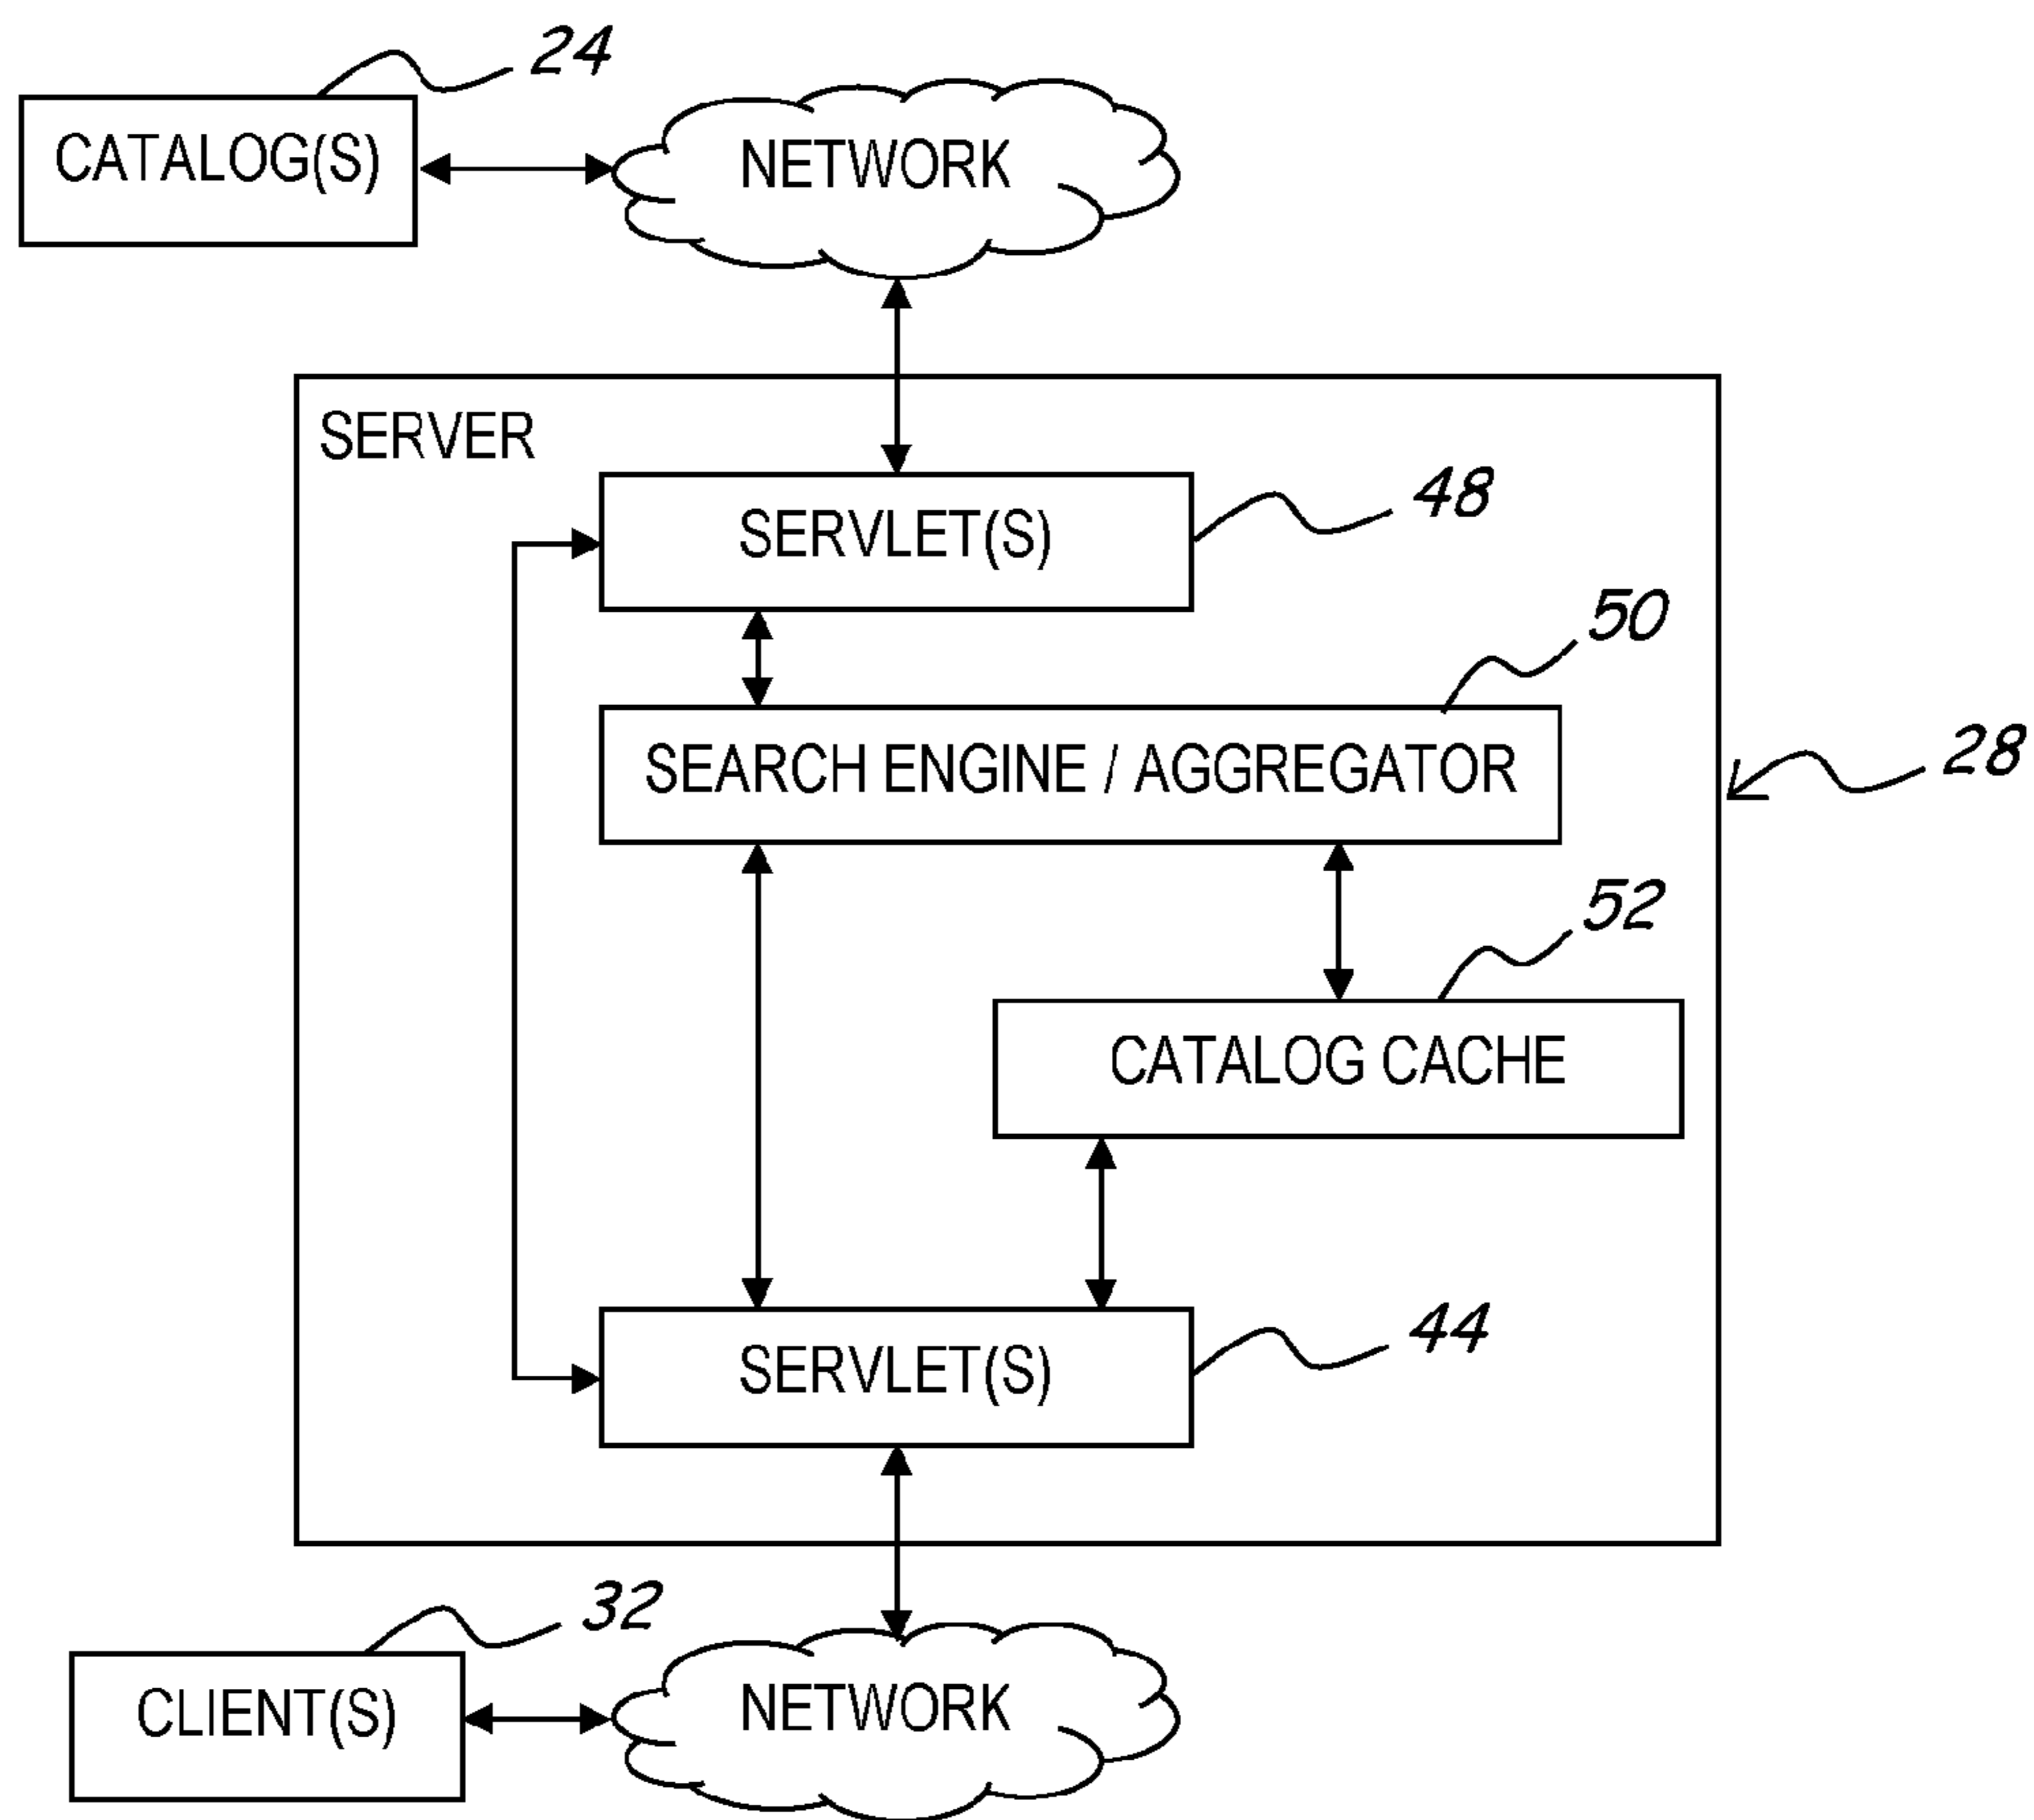 24
CATALOG(S)
NETWORK
SERVER
SERVLET(S)
48
50
SEARCH ENGINE / AGGREGATOR
28
52
CATALOG CACHE
SERVLET(S)
44
32
CLIENT(S)
NETWORK